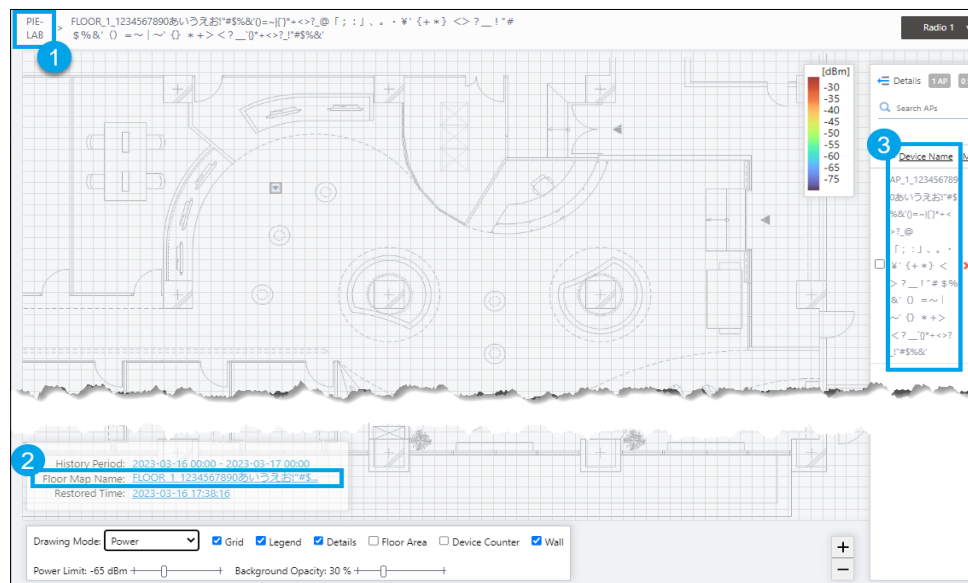 PIE-
LAB
>
FLOOR_1_1234567890あいうえお!"#$%&'()=~|{`}*+<>?_@「;:」、。・¥'{+*}<>?__!"#
$%&'()=~|~'{}*+><?__`{}*+<>?_!"#$%&'
Radio 1
1
[dBm]
-30
-35
-40
-45
-50
-55
-60
-65
-75
Details 1 AP
Search APs
3
Device Name
AP_1_123456789
0あいうえお!"#$
%&'()=~|{`}*+<
>?_@
「;:」、。・
¥'{+*}<
>?__!"#$%
&'()=~|
~'{}*+>
<?__`{}*+<>?
_!"#$%&'
2
History Period: 2023-03-16 00:00 - 2023-03-17 00:00
Floor Map Name: FLOOR_1_1234567890あいうえお!"#$...
Restored Time: 2023-03-16 17:38:16
Drawing Mode: Power Grid Legend Details Floor Area Device Counter Wall
Power Limit: -65 dBm Background Opacity: 30 %
+
−